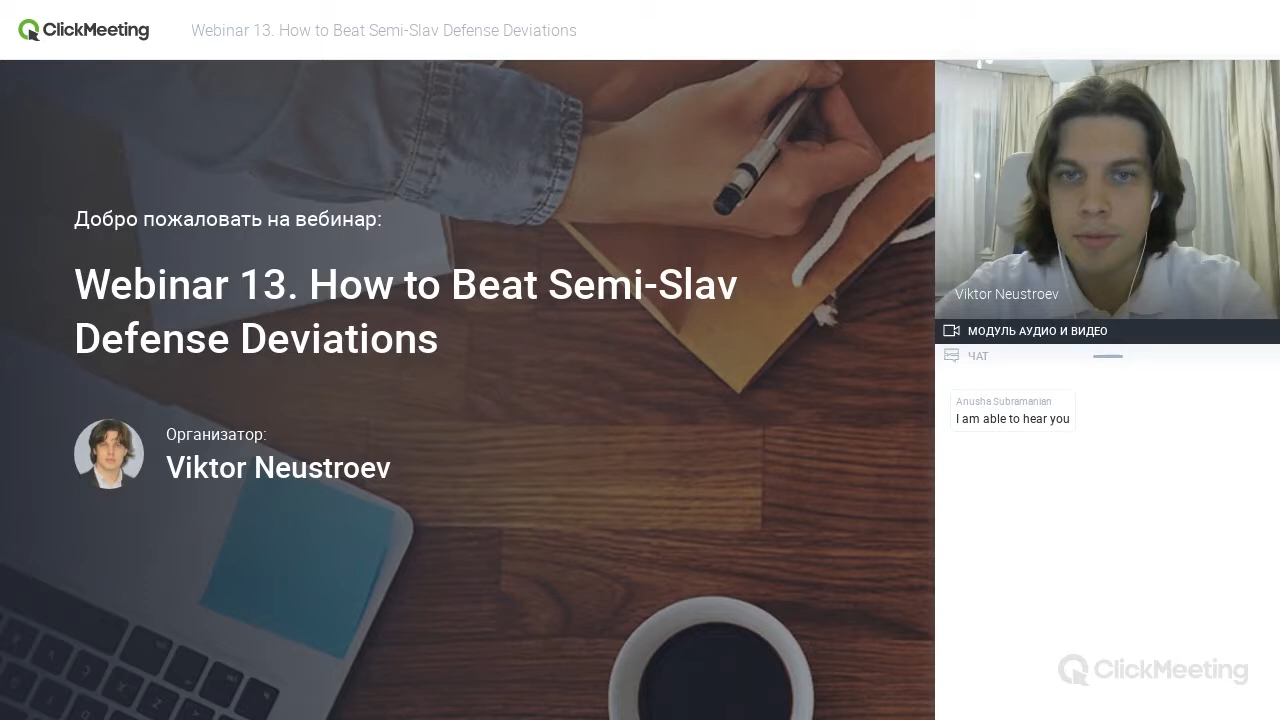 ClickMeeting
Webinar 13. How to Beat Semi-Slav Defense Deviations
Добро пожаловать на вебинар:
Webinar 13. How to Beat Semi-Slav
Defense Deviations
Организатор:
Viktor Neustroev
Viktor Neustroev
МОДУЛЬ АУДИО И ВИДЕО
ЧАТ
Anusha Subramanian
I am able to hear you
ClickMeeting